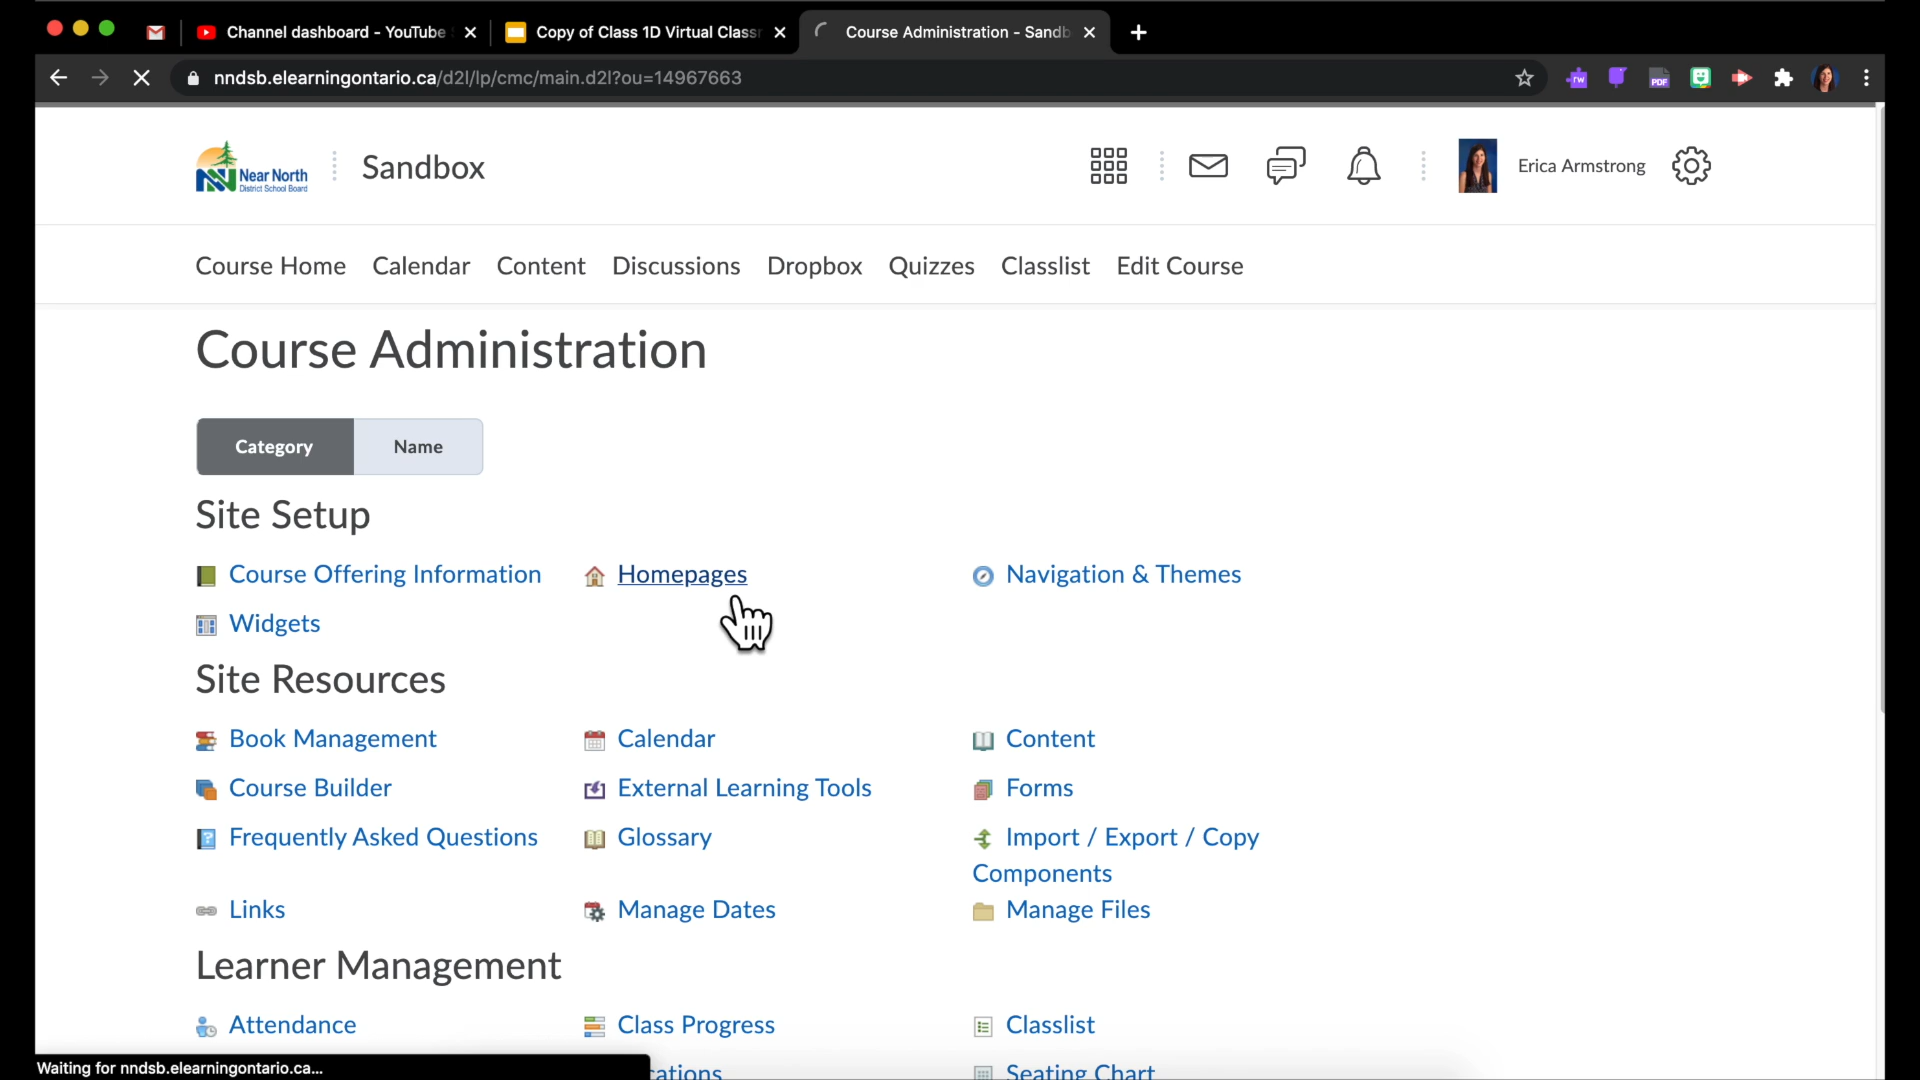 Channel dashboard - YouTube
Copy of Class 1D Virtual Class
Course Administration - Sandb
nndsb.elearningontario.ca/d2l/lp/cmc/main.d2l?ou=14967663
rw
PDF
Near North
District School Board
Sandbox
Erica Armstrong
Course Home Calendar Content Discussions Dropbox Quizzes Classlist Edit Course
Course Administration
Category Name
Site Setup
Course Offering Information Homepages Navigation & Themes
Widgets
Site Resources
Book Management Calendar Content
Course Builder External Learning Tools Forms
Frequently Asked Questions Glossary Import / Export / Copy
Components
Links Manage Dates Manage Files
Learner Management
Attendance Class Progress Classlist
Waiting for nndsb.elearningontario.ca...
cations Seating Chart